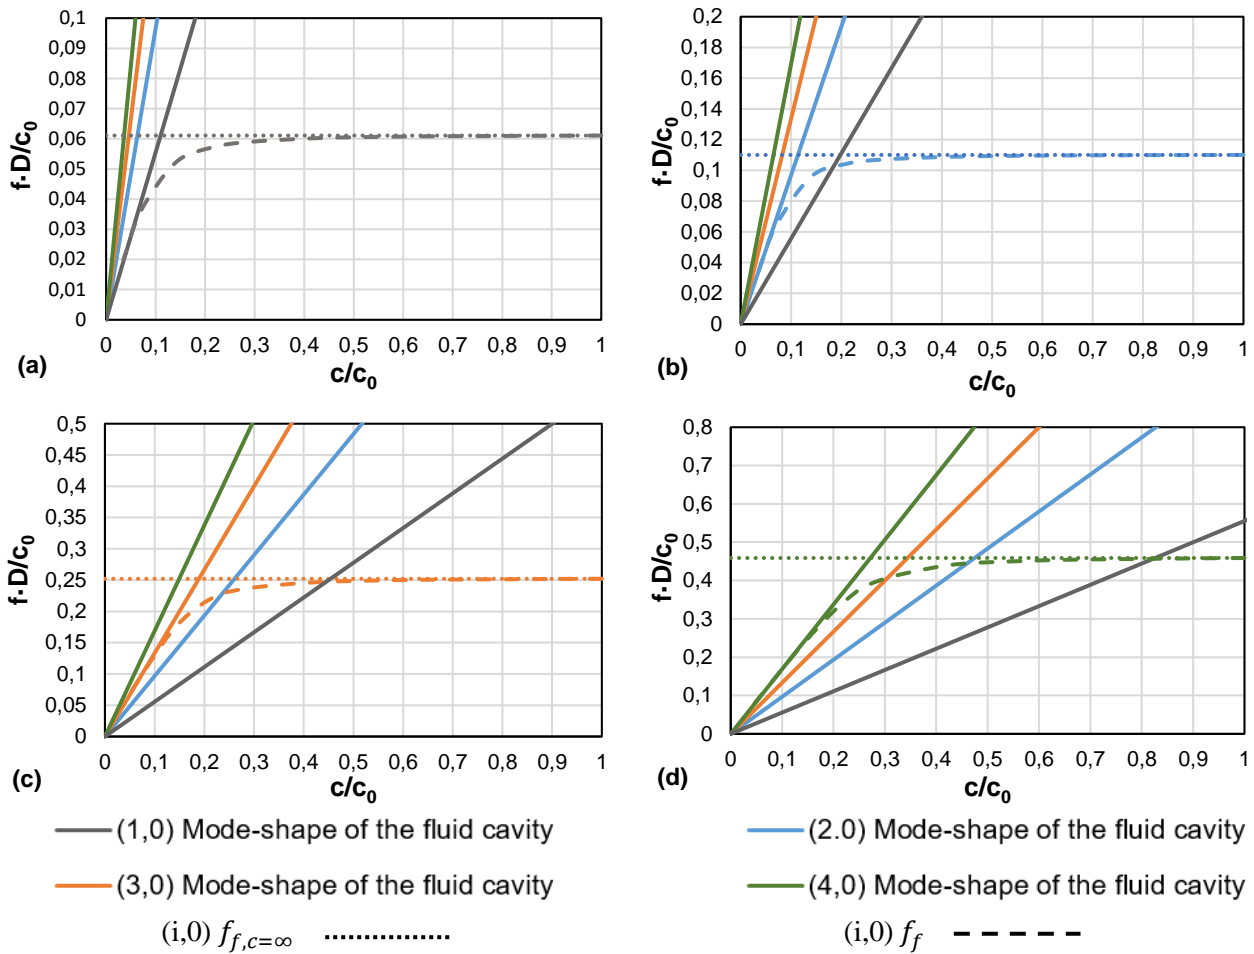 0,1
0,09
0,08
0,07
0,06
0,05
0,04
0,03
0,02
0,01
0
f·D/c0
0 0,1 0,2 0,3 0,4 0,5 0,6 0,7 0,8 0,9 1
(a)
c/c0
0,2
0,18
0,16
0,14
0,12
0,1
0,08
0,06
0,04
0,02
0
f·D/c0
0 0,1 0,2 0,3 0,4 0,5 0,6 0,7 0,8 0,9 1
(b)
c/c0
0,5
0,45
0,4
0,35
0,3
0,25
0,2
0,15
0,1
0,05
0
f·D/c0
0 0,1 0,2 0,3 0,4 0,5 0,6 0,7 0,8 0,9 1
(c)
c/c0
0,8
0,7
0,6
0,5
0,4
0,3
0,2
0,1
0
f·D/c0
0 0,1 0,2 0,3 0,4 0,5 0,6 0,7 0,8 0,9 1
(d)
c/c0
(1,0) Mode-shape of the fluid cavity
(2.0) Mode-shape of the fluid cavity
(3,0) Mode-shape of the fluid cavity
(4,0) Mode-shape of the fluid cavity
(i,0) f_{f,c=∞}
(i,0) f_f